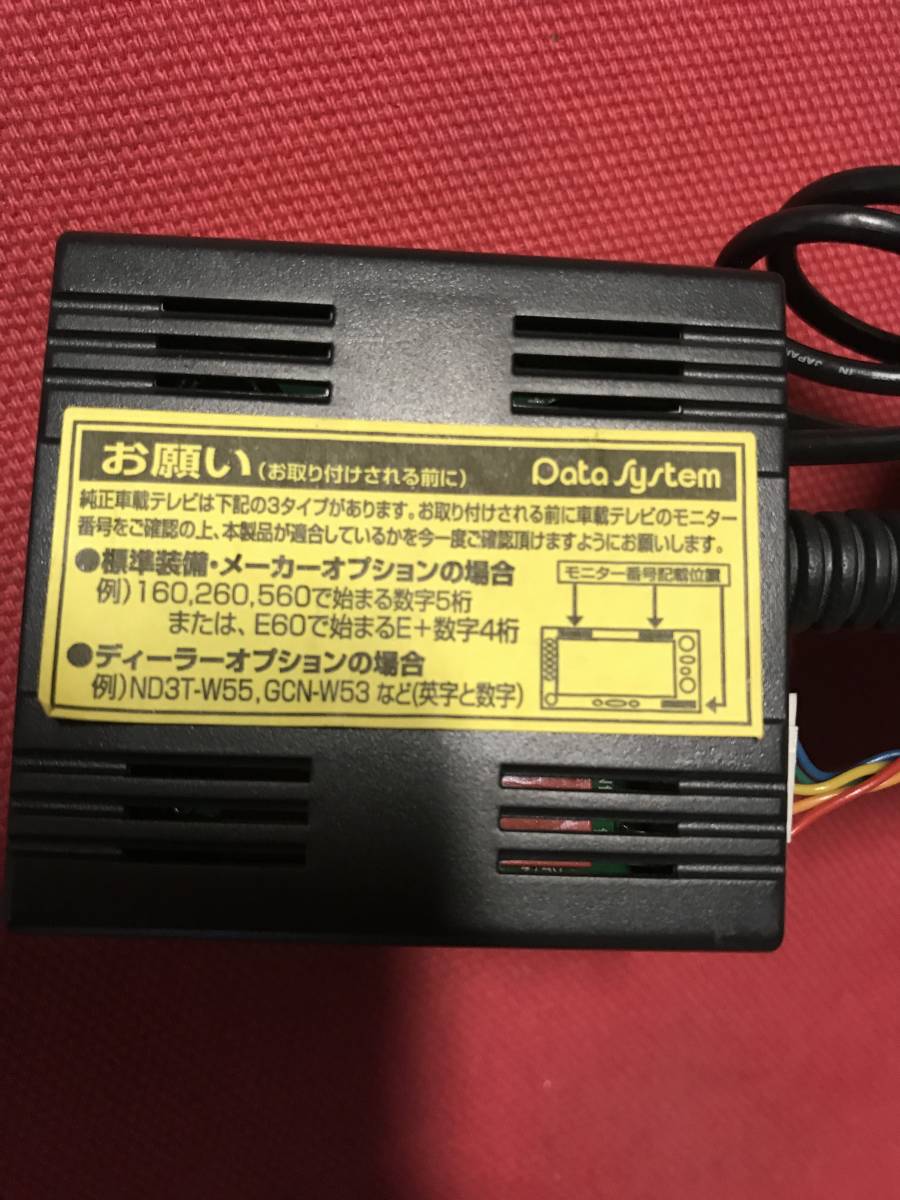 お願い(お取り付けされる前に) Data System
純正車載テレビは下記の3タイプがあります。お取り付けされる前に車載テレビのモニター
番号をご確認の上、本製品が適合しているかを今一度ご確認頂けますようにお願いします。
●標準装備・メーカーオプションの場合
例)160,260,560で始まる数字5桁
または、E60で始まるE+数字4桁
●ディーラーオプションの場合
例)ND3T-W55,GCN-W53 など(英字と数字)
モニター番号記載位置
IN JAPAN